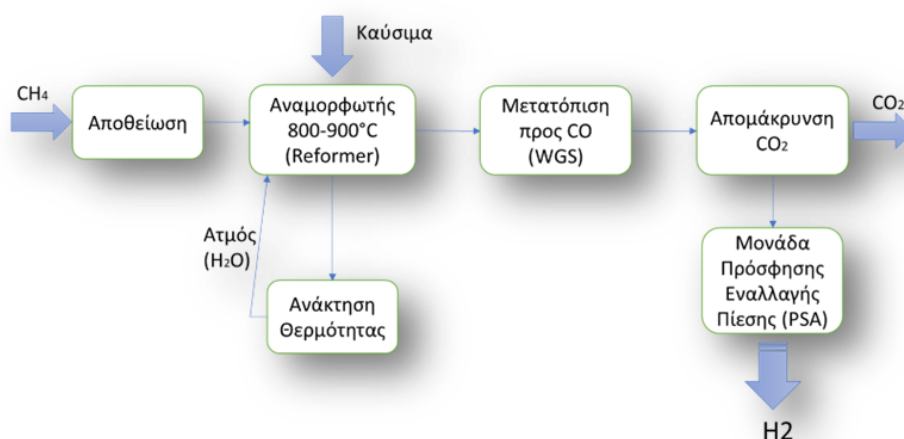 Καύσιμα
CH₄
Αποθείωση
Αναμορφωτής
800-900°C
(Reformer)
Μετατόπιση
προς CO
(WGS)
Απομάκρυνση
CO₂
CO₂
Ατμός
(H₂O)
Ανάκτηση
Θερμότητας
Μονάδα
Πρόσφησης
Εναλλαγής
Πίεσης (PSA)
H2